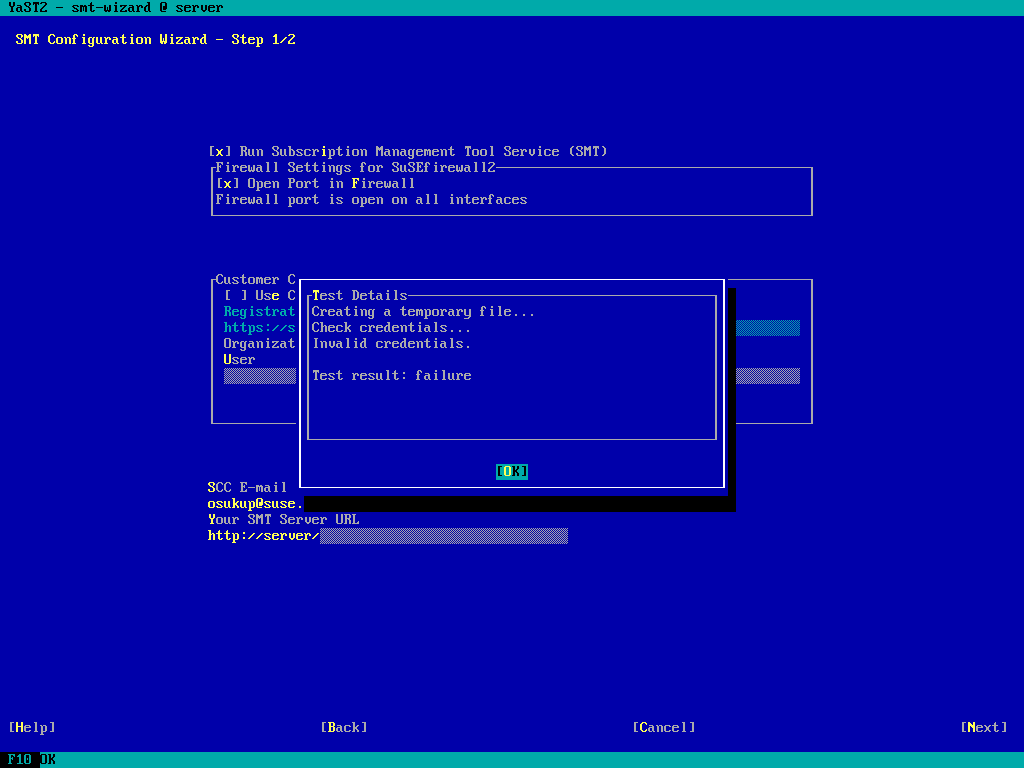 YaST2 - smt-wizard @ server
SMT Configuration Wizard - Step 1/2
[x] Run Subscription Management Tool Service (SMT)
Firewall Settings for SuSEfirewall2
[x] Open Port in Firewall
Firewall port is open on all interfaces
Customer C
[ ] Use C
Test Details
Registrat
Creating a temporary file...
https://s
Check credentials...
Organizat
Invalid credentials.
User
Test result: failure
[OK]
SCC E-mail
osukup@suse.
Your SMT Server URL
http://server/
[Help] [Back] [Cancel] [Next]
F10 OK